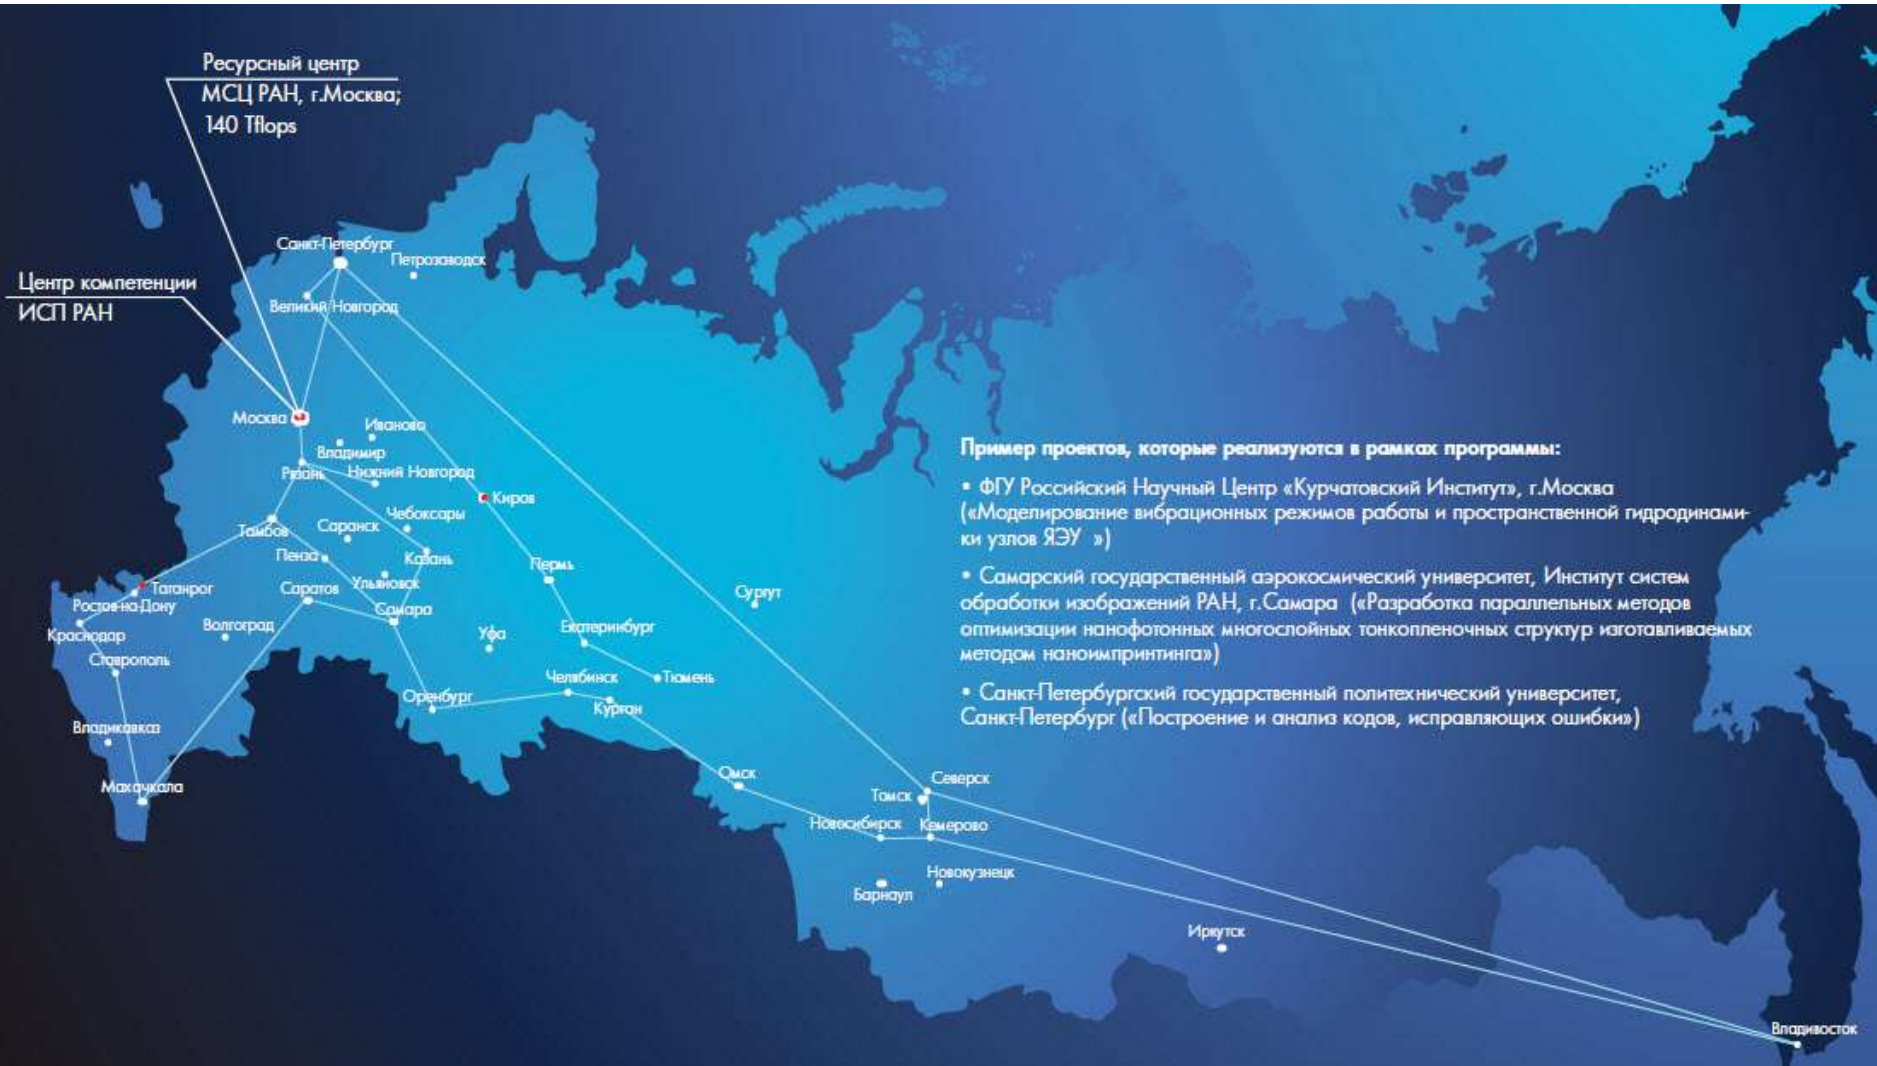 Ресурсный центр
МСЦ РАН, г.Москва;
140 Tflops
Центр компетенции
ИСП РАН
Санкт-Петербург
Петрозаводск
Великий Новгород
Москва
Иваново
Владимир
Рязань
Нижний Новгород
Киров
Чебоксары
Саранск
Тамбов
Пенза
Казань
Пермь
Таганрог
Саратов
Ульяновск
Сургут
Ростов-на-Дону
Самара
Волгоград
Уфа
Екатеринбург
Краснодар
Ставрополь
Челябинск
Тюмень
Оренбург
Курган
Владикавказ
Махачкала
Омск
Северск
Томск
Новосибирск
Кемерово
Новокузнецк
Барнаул
Иркутск
Владивосток
Пример проектов, которые реализуются в рамках программы:
• ФГУ Российский Научный Центр «Курчатовский Институт», г.Москва
(«Моделирование вибрационных режимов работы и пространственной гидродинами-
ки узлов ЯЭУ »)
• Самарский государственный аэрокосмический университет, Институт систем
обработки изображений РАН, г.Самара («Разработка параллельных методов
оптимизации нанофотонных многослойных тонкопленочных структур изготавливаемых
методом наноимпринтинга»)
• Санкт-Петербургский государственный политехнический университет,
Санкт-Петербург («Построение и анализ кодов, исправляющих ошибки»)